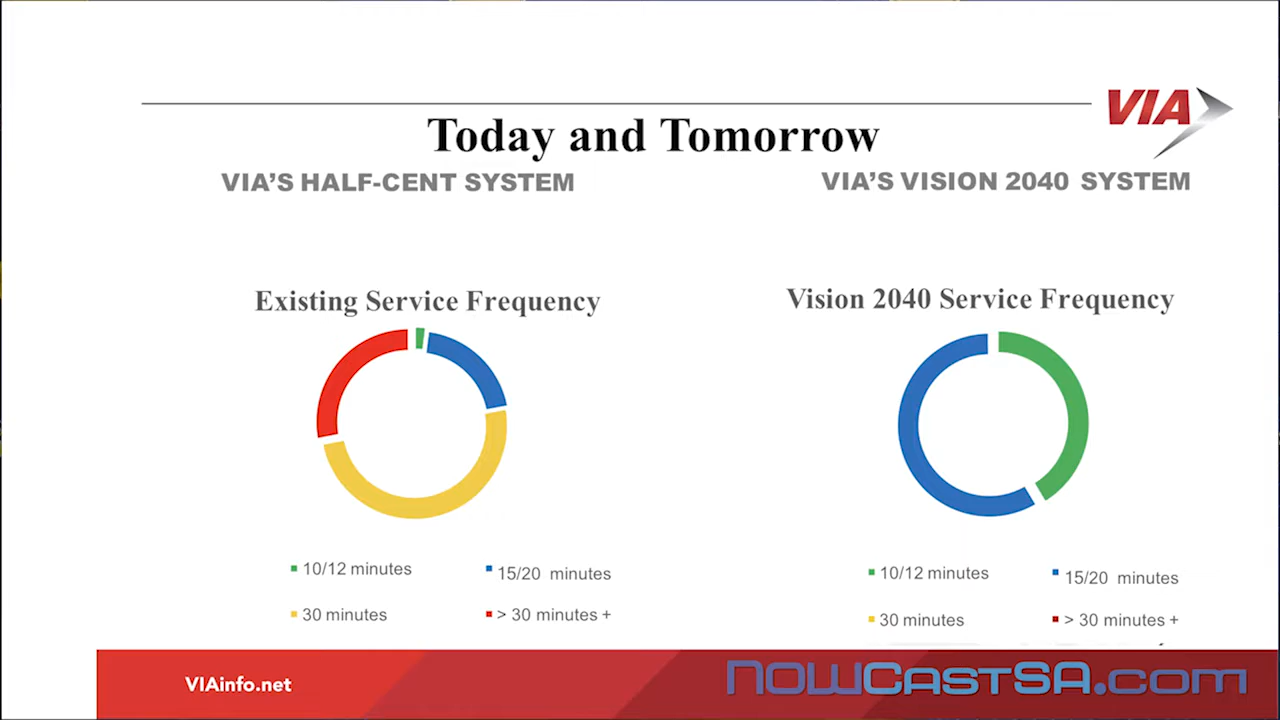 VIA
Today and Tomorrow
VIA'S HALF-CENT SYSTEM
VIA'S VISION 2040 SYSTEM
Existing Service Frequency
Vision 2040 Service Frequency
10/12 minutes
15/20 minutes
30 minutes
> 30 minutes +
10/12 minutes
15/20 minutes
30 minutes
> 30 minutes +
VIAinfo.net
NOWCastSA.com